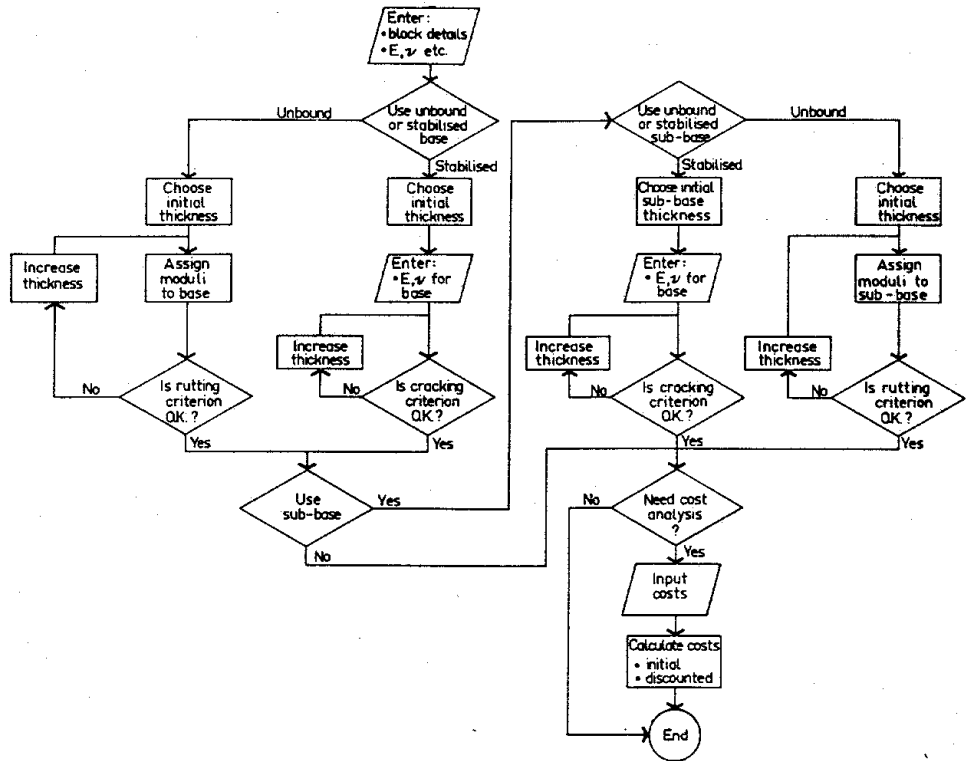 Enter:
• block details
• E, ν etc.
Use unbound
or stabilised
base
Unbound
Stabilised
Choose
initial
thickness
Increase
thickness
Assign
moduli
to base
No
Is rutting
criterion
O.K.?
Yes
Choose
initial
thickness
Enter:
• E, ν for
base
Increase
thickness
No
Is cracking
criterion
O.K.?
Yes
Use
sub-base
Yes
No
Use unbound
or stabilised
sub-base
Unbound
Stabilised
Choose initial
sub-base
thickness
Enter:
• E, ν for
base
Increase
thickness
No
Is cracking
criterion
O.K.?
Yes
Choose
initial
thickness
Assign
moduli to
sub-base
Increase
thickness
No
Is rutting
criterion
O.K.?
Yes
Need cost
analysis
?
No
Yes
Input
costs
Calculate costs
• initial
• discounted
End